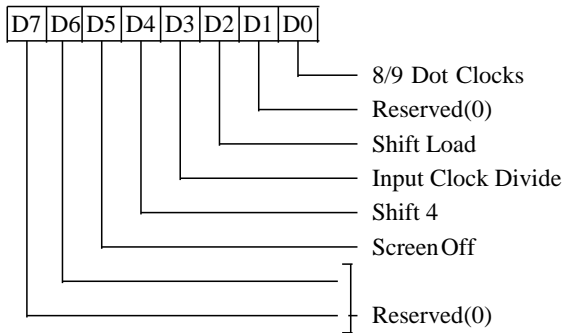 D7 D6 D5 D4 D3 D2 D1 D0
8/9 Dot Clocks
Reserved(0)
Shift Load
Input Clock Divide
Shift 4
Screen Off
Reserved(0)